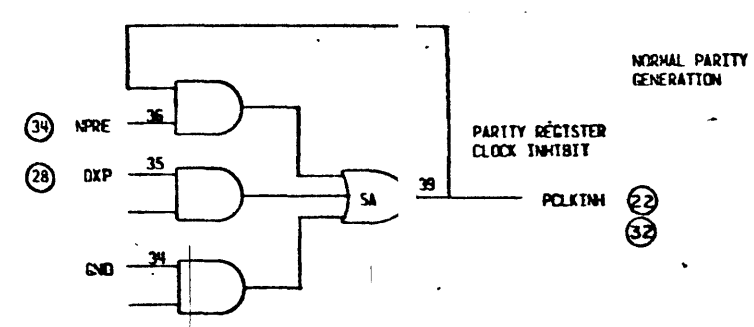 NORMAL PARITY
GENERATION
36
34 NPRE
PARITY REGISTER
CLOCK INHIBIT
35
28 DXP
5A
39
PCLKINH 22
32
34
GND